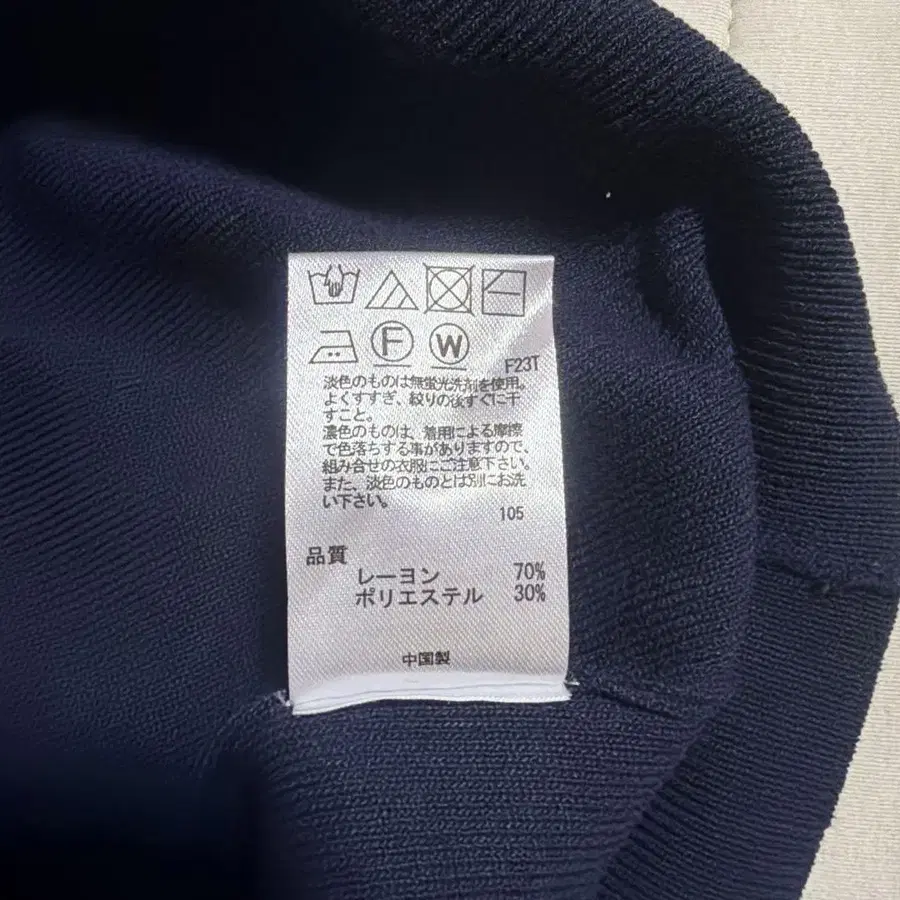 F W
F23T
淡色のものは無蛍光洗剤を使用。
よくすすぎ、絞りの後すぐに干
すこと。
濃色のものは、着用による摩擦
で色落ちする事がありますので、
組み合せの衣服にご注意下さい。
また、淡色のものとは別にお洗
い下さい。
105
品質
レーヨン 70%
ポリエステル 30%
中国製